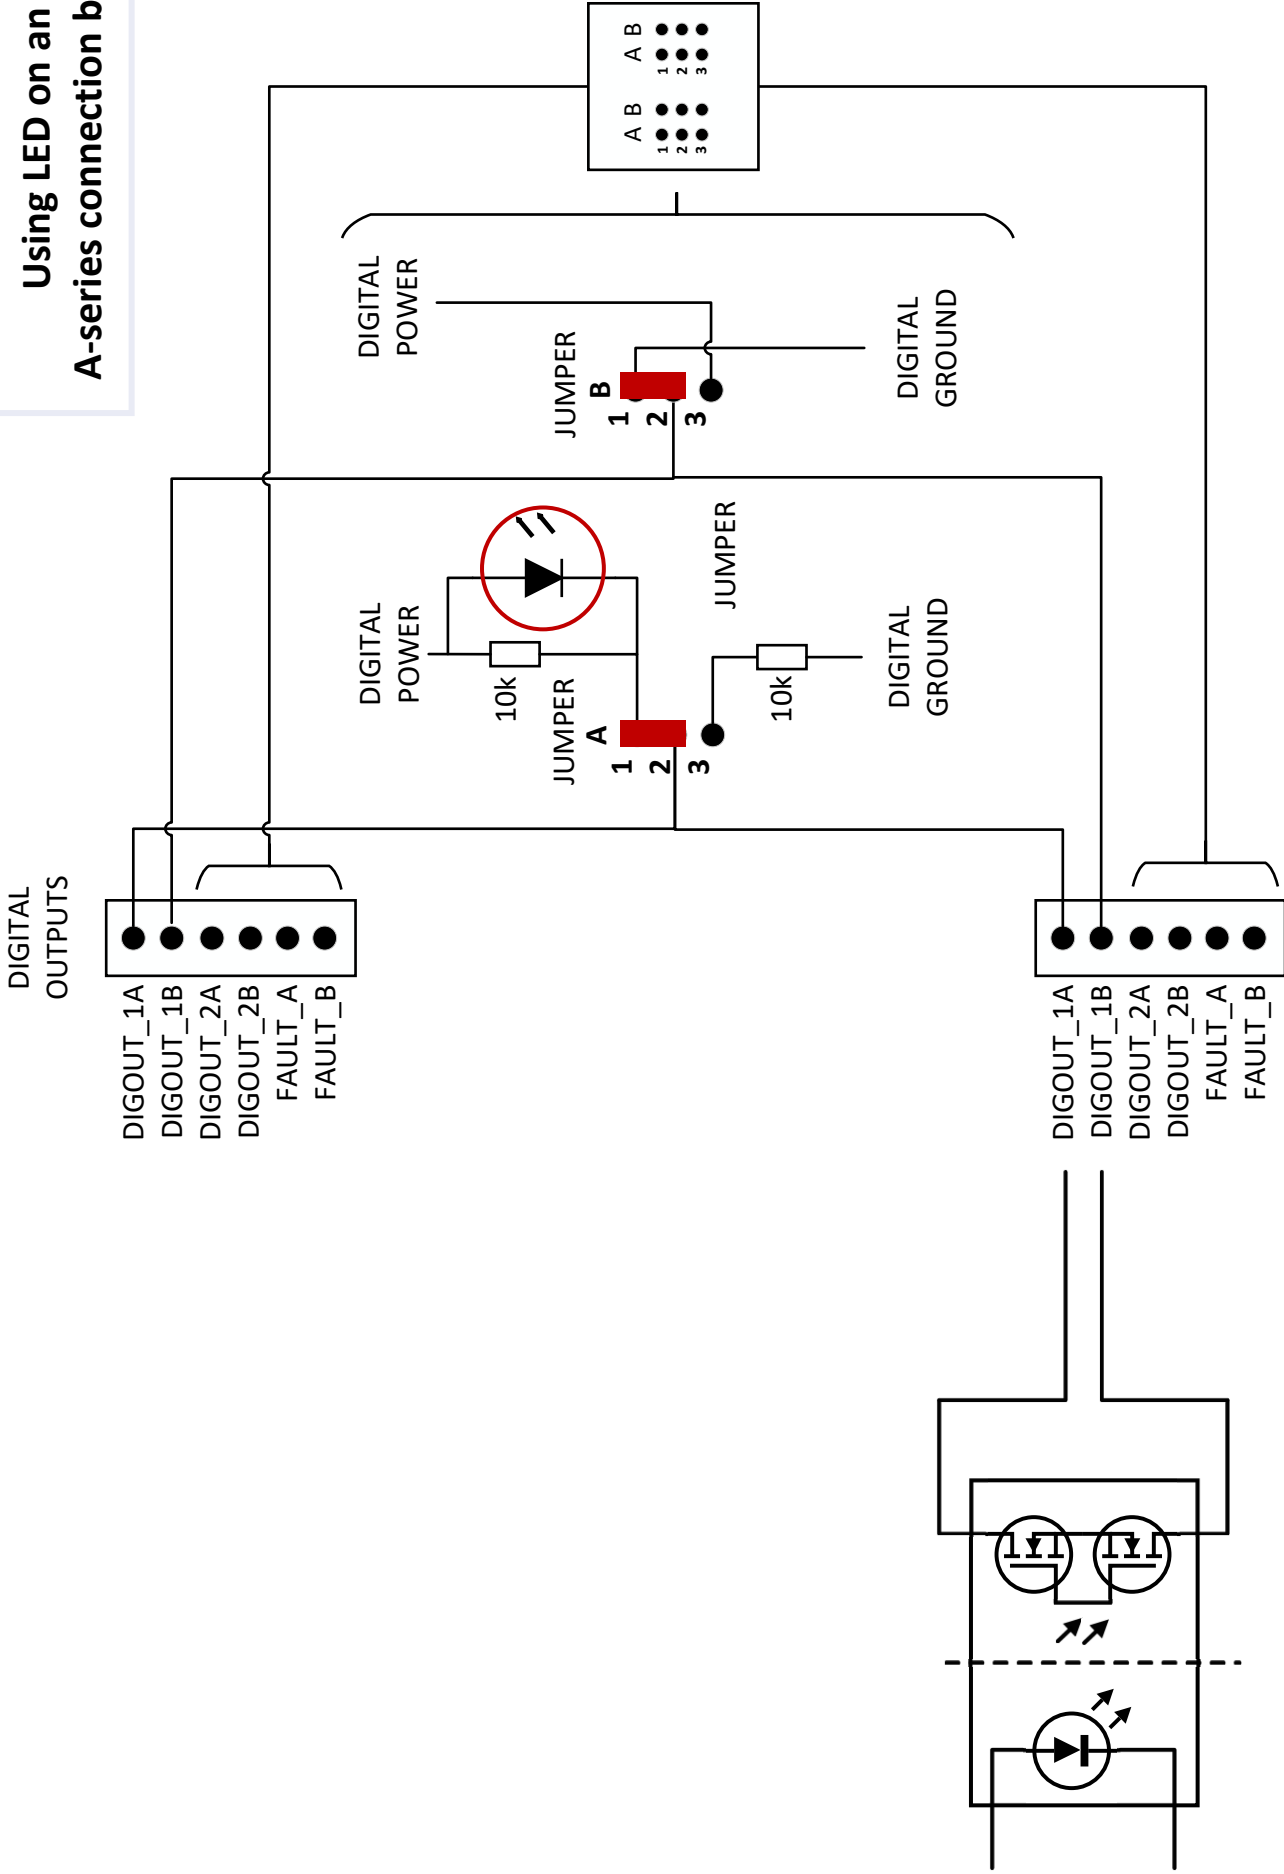 Using LED on an
A-series connection b
DIGITAL
OUTPUTS
DIGOUT_1A
DIGOUT_1B
DIGOUT_2A
DIGOUT_2B
FAULT_A
FAULT_B
DIGITAL
POWER
10k
JUMPER
A
1
2
3
JUMPER
10k
DIGITAL
GROUND
DIGITAL
POWER
JUMPER
B
1
2
3
DIGITAL
GROUND
A B
1
2
3
A B
1
2
3
DIGOUT_1A
DIGOUT_1B
DIGOUT_2A
DIGOUT_2B
FAULT_A
FAULT_B